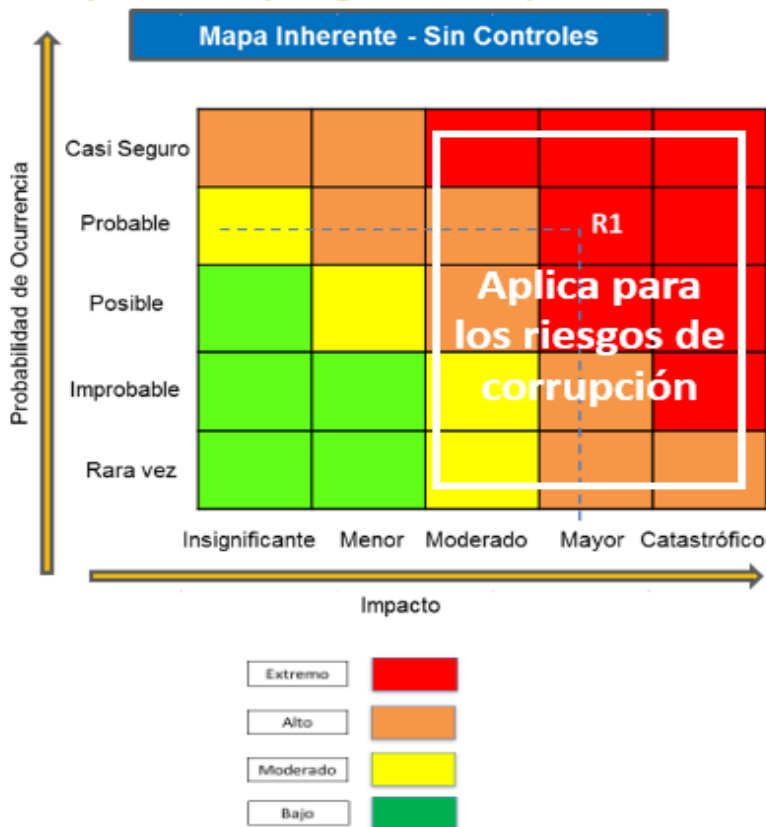 Mapa Inherente - Sin Controles
Probabilidad de Ocurrencia
Casi Seguro
Probable
R1
Posible
Aplica para
los riesgos de
corrupción
Improbable
Rara vez
Insignificante Menor Moderado Mayor Catastrófico
Impacto
Extremo
Alto
Moderado
Bajo